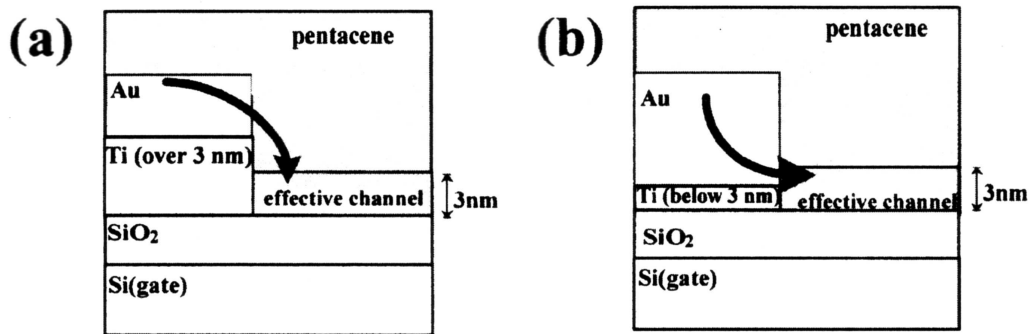 (a)
pentacene
Au
Ti (over 3 nm)
effective channel
3nm
SiO₂
Si(gate)
(b)
pentacene
Au
Ti (below 3 nm)
effective channel
3nm
SiO₂
Si(gate)